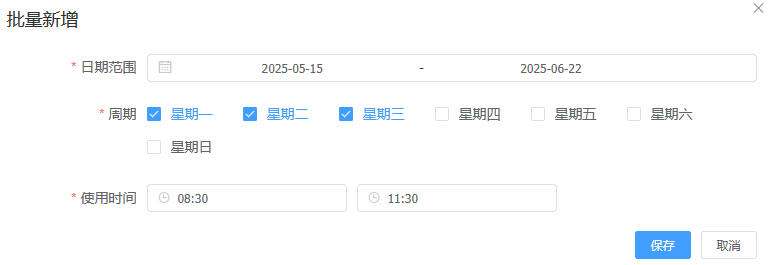 批量新增
* 日期范围 2025-05-15 - 2025-06-22
* 周期 星期一 星期二 星期三 星期四 星期五 星期六
星期日
* 使用时间 08:30 11:30
保存 取消